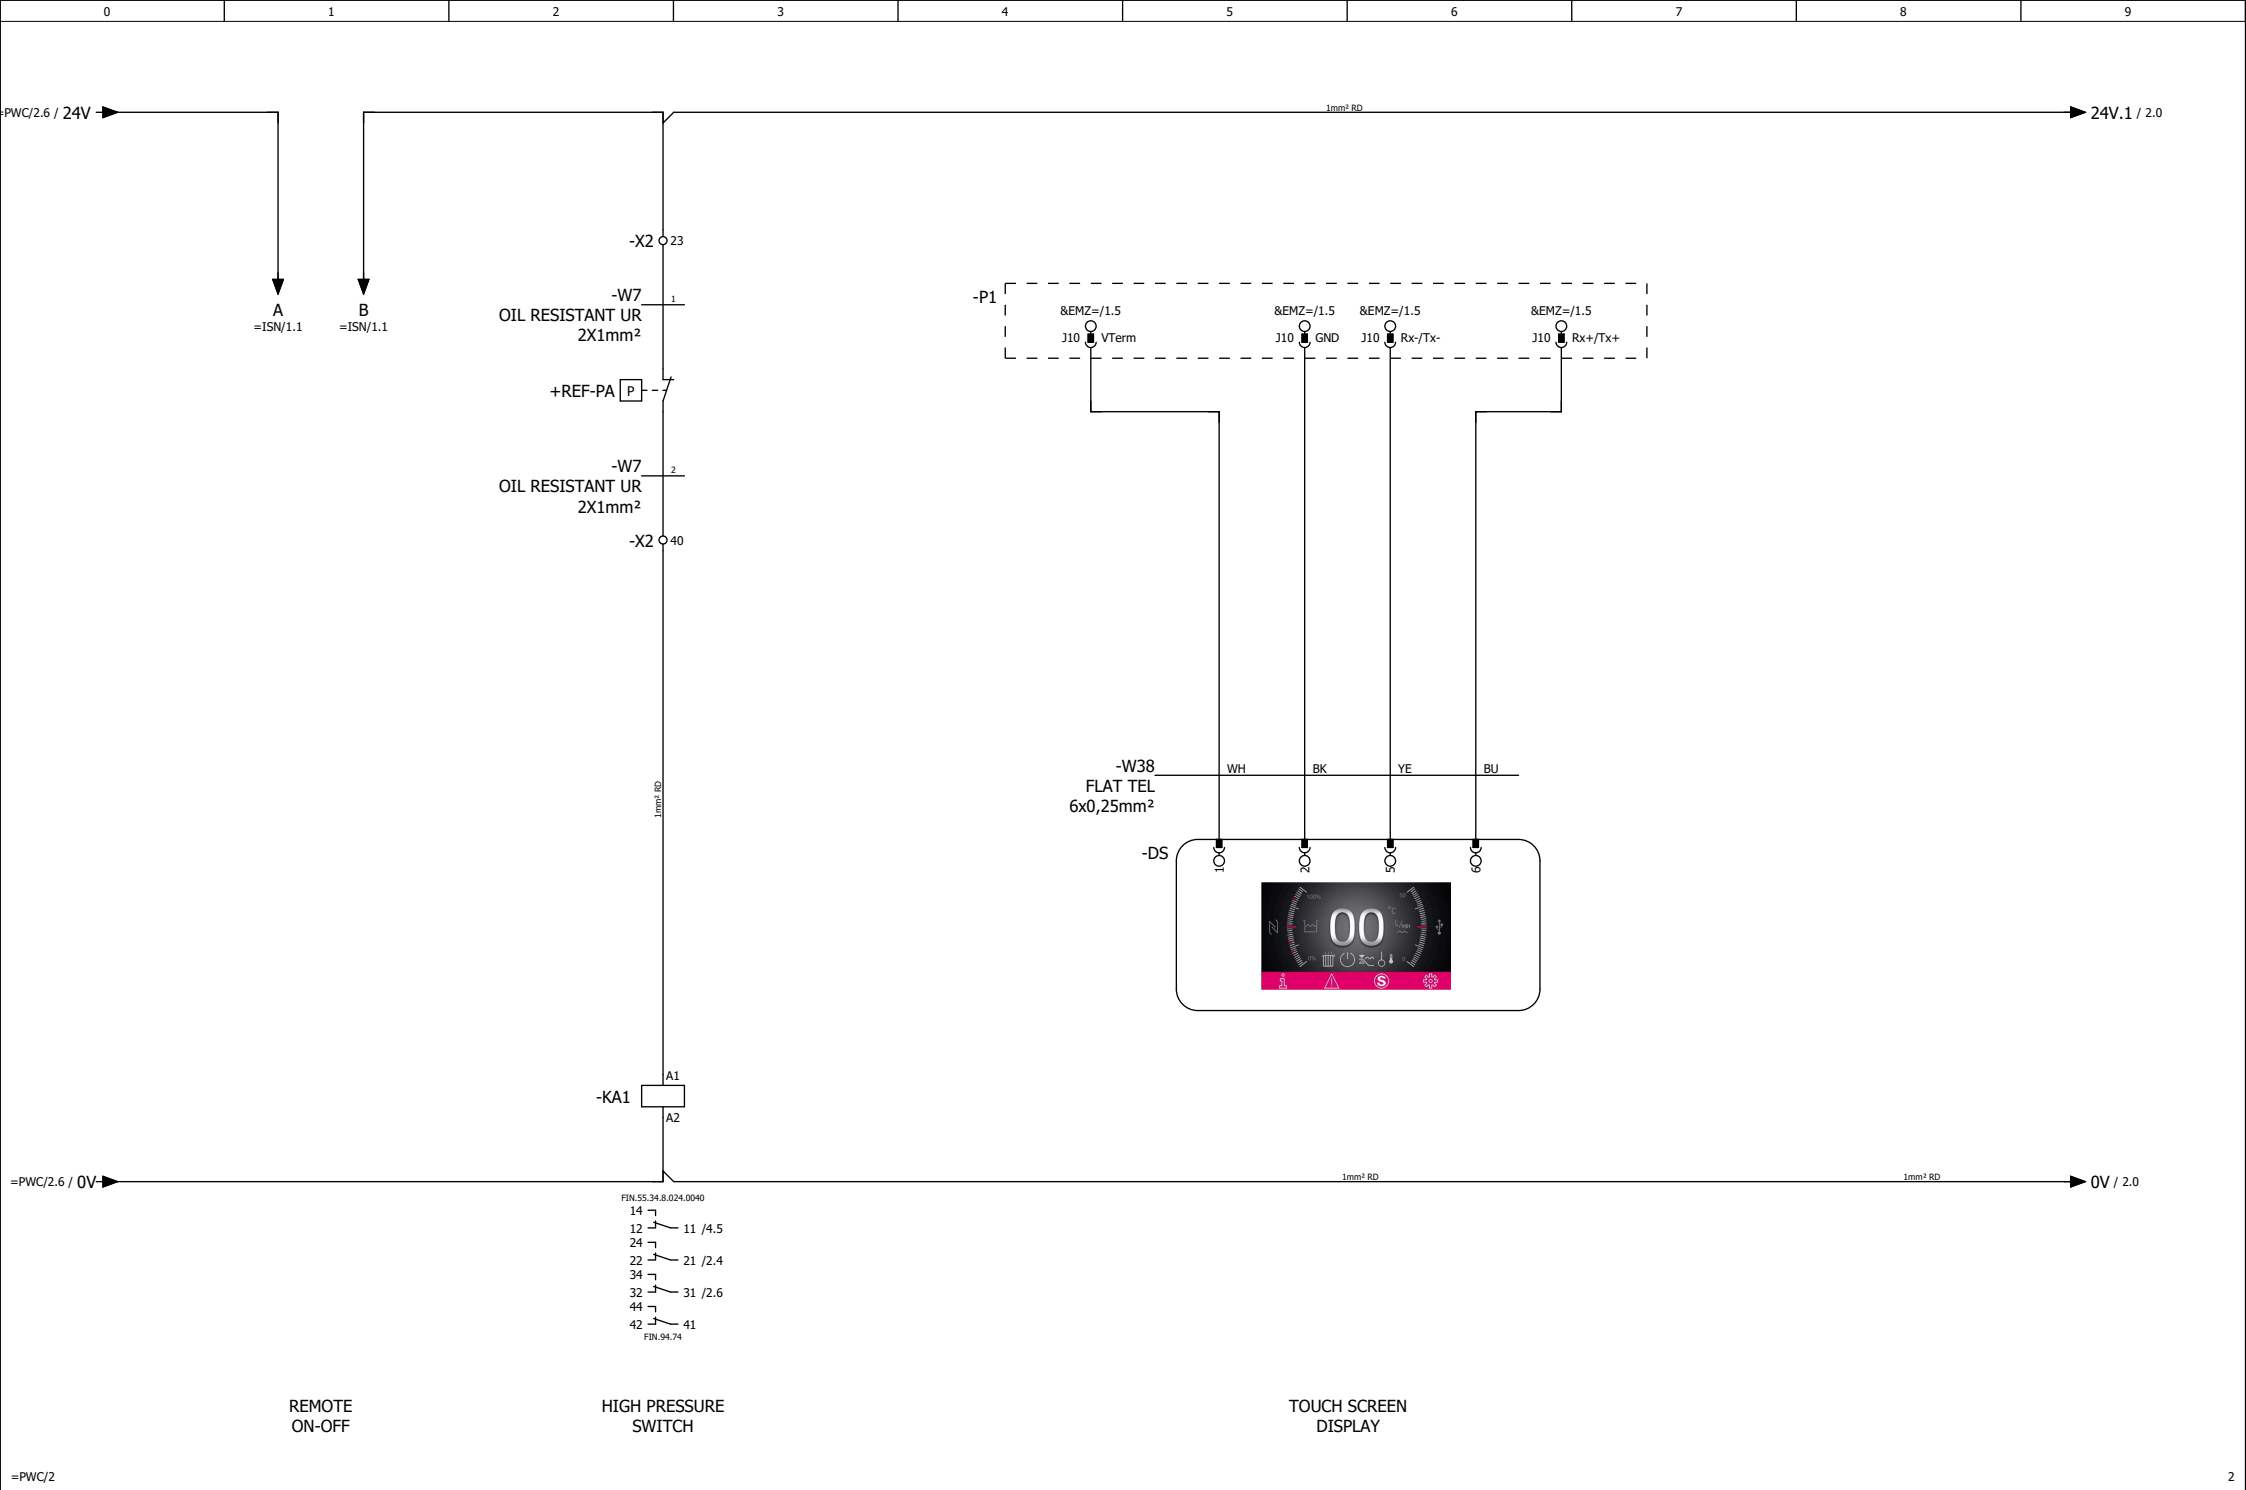 0 1 2 3 4 5 6 7 8 9
=PWC/2.6 / 24V
1mm² RD
24V.1 / 2.0
A
=ISN/1.1
B
=ISN/1.1
-X2 23
-W7 1
OIL RESISTANT UR
2X1mm²
+REF-PA P
-W7 2
OIL RESISTANT UR
2X1mm²
-X2 40
1mm² RD
-P1
&EMZ=/1.5 &EMZ=/1.5 &EMZ=/1.5 &EMZ=/1.5
J10 VTerm J10 GND J10 Rx-/Tx- J10 Rx+/Tx+
-W38 WH BK YE BU
FLAT TEL
6x0,25mm²
-DS 1 2 5 6
100% 50
°C
00 L/min
0% 0
i S
A1
-KA1
A2
=PWC/2.6 / 0V
1mm² RD
1mm² RD
0V / 2.0
FIN.55.34.8.024.0040
14
12 11 /4.5
24
22 21 /2.4
34
32 31 /2.6
44
42 41
FIN.94.74
REMOTE
ON-OFF
HIGH PRESSURE
SWITCH
TOUCH SCREEN
DISPLAY
=PWC/2
2